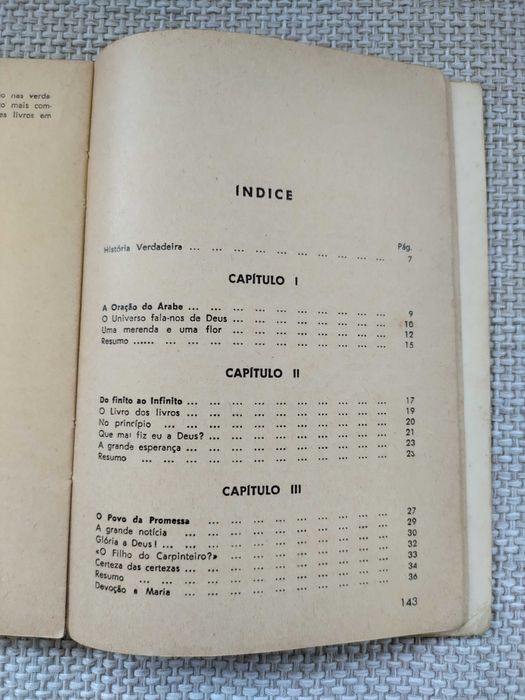 o nas verda-
to mais com-
es livros em
ÍNDICE
Pág.
História Verdadeira ... ... ... ... ... ... ... ... ... 7
CAPÍTULO I
A Oração do Árabe ... ... ... ... ... ... ... ... ... 9
O Universo fala-nos de Deus ... ... ... ... ... ... ... 10
Uma merenda e uma flor ... ... ... ... ... ... ... 12
Resumo ...... ... ... ... ... ... ... ... ... ... 15
CAPÍTULO II
Do finito ao Infinito ... ... ... ... ... ... ... ... ... 17
O Livro dos livros ... ... ... ... ... ... ... ... ... 19
No princípio ... ... ... ... ... ... ... ... ... ... 20
Que mal fiz eu a Deus? ... ... ... ... ... ... ... ... 21
A grande esperança ... ... ... ... ... ... ... ... ... 23
Resumo ... ... ... ... ... ... ... ... ... ... 25
CAPÍTULO III
O Povo da Promessa ... ... ... ... ... ... ... ... 27
A grande notícia ... ... ... ... ... ... ... ... ... 29
Glória a Deus! ... ... ... ... ... ... ... ... ... 30
«O Filho do Carpinteiro?» ... ... ... ... ... ... ... 32
Certeza das certezas ... ... ... ... ... ... ... ... 33
Resumo ... ... ... ... ... ... ... ... ... ... 34
Devoção a Maria ... ... ... ... ... ... ... ... ... 36
143